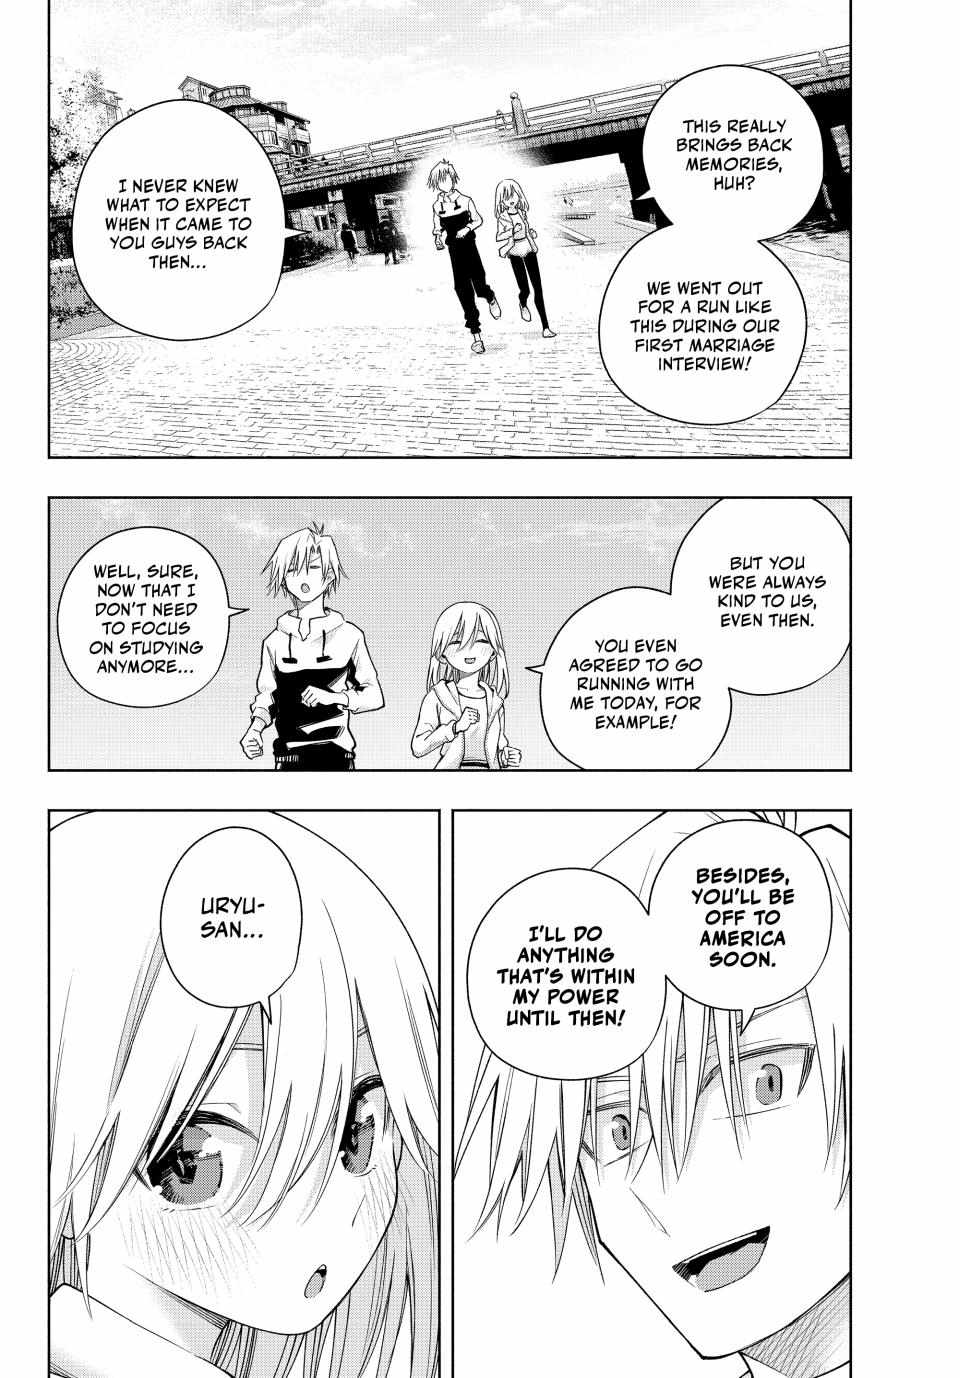 THIS REALLY
BRINGS BACK
MEMORIES,
HUH?
WE WENT OUT
FOR A RUN LIKE
THIS DURING OUR
FIRST MARRIAGE
INTERVIEW!
I NEVER KNEW
WHAT TO EXPECT
WHEN IT CAME TO
YOU GUYS BACK
THEN...
BUT YOU
WERE ALWAYS
KIND TO US,
EVEN THEN.
YOU EVEN
AGREED TO GO
RUNNING WITH
ME TODAY, FOR
EXAMPLE!
WELL, SURE,
NOW THAT I
DON'T NEED
TO FOCUS
ON STUDYING
ANYMORE...
BESIDES,
YOU'LL BE
OFF TO
AMERICA
SOON.
I'LL DO
ANYTHING
THAT'S WITHIN
MY POWER
UNTIL THEN!
URYU-
SAN...